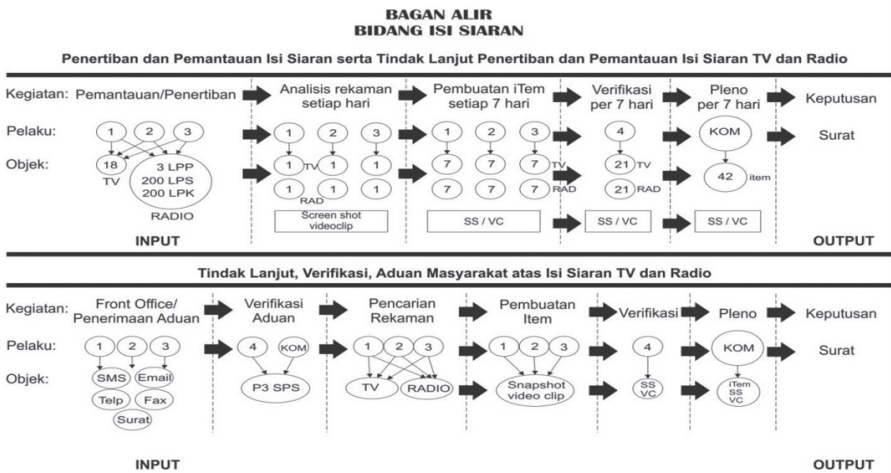 BAGAN ALIR
BIDANG ISI SIARAN
Penertiban dan Pemantauan Isi Siaran serta Tindak Lanjut Penertiban dan Pemantauan Isi Siaran TV dan Radio
Kegiatan: Pemantauan/Penertiban Analisis rekaman setiap hari Pembuatan iTem setiap 7 hari Verifikasi per 7 hari Pleno per 7 hari Keputusan
Pelaku: 1 2 3 1 2 3 1 2 3 4 KOM Surat
Objek: 18 TV 3 LPP 200 LPS 200 LPK RADIO 1 TV 1 1 7 7 7 TV 21 TV 42 item
1 1 1 RAD 7 7 7 RAD 21 RAD
Screen shot videoclip SS / VC SS / VC SS / VC
INPUT OUTPUT
Tindak Lanjut, Verifikasi, Aduan Masyarakat atas Isi Siaran TV dan Radio
Kegiatan: Front Office/ Penerimaan Aduan Verifikasi Aduan Pencarian Rekaman Pembuatan Item Verifikasi Pleno Keputusan
Pelaku: 1 2 3 4 KOM 1 2 3 1 2 3 4 KOM Surat
Objek: SMS Email P3 SPS TV RADIO Snapshot video clip SS VC iTem SS VC
Telp Fax
Surat
INPUT OUTPUT